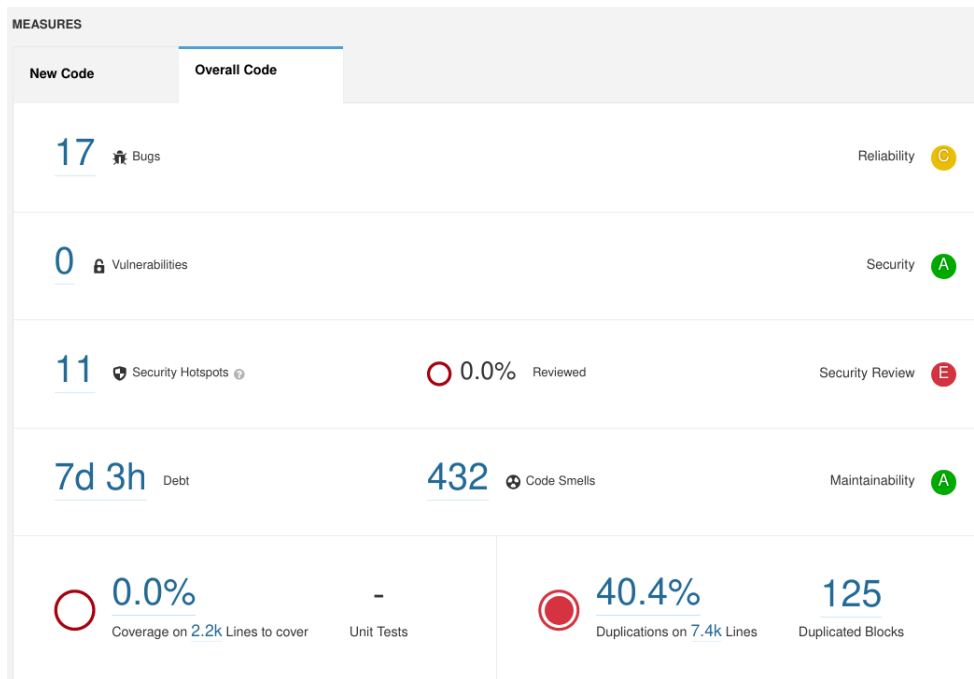 MEASURES
New Code
Overall Code
17 Bugs
Reliability C
0 Vulnerabilities
Security A
11 Security Hotspots ?
0.0% Reviewed
Security Review E
7d 3h Debt
432 Code Smells
Maintainability A
0.0%
Coverage on 2.2k Lines to cover
-
Unit Tests
40.4%
Duplications on 7.4k Lines
125
Duplicated Blocks